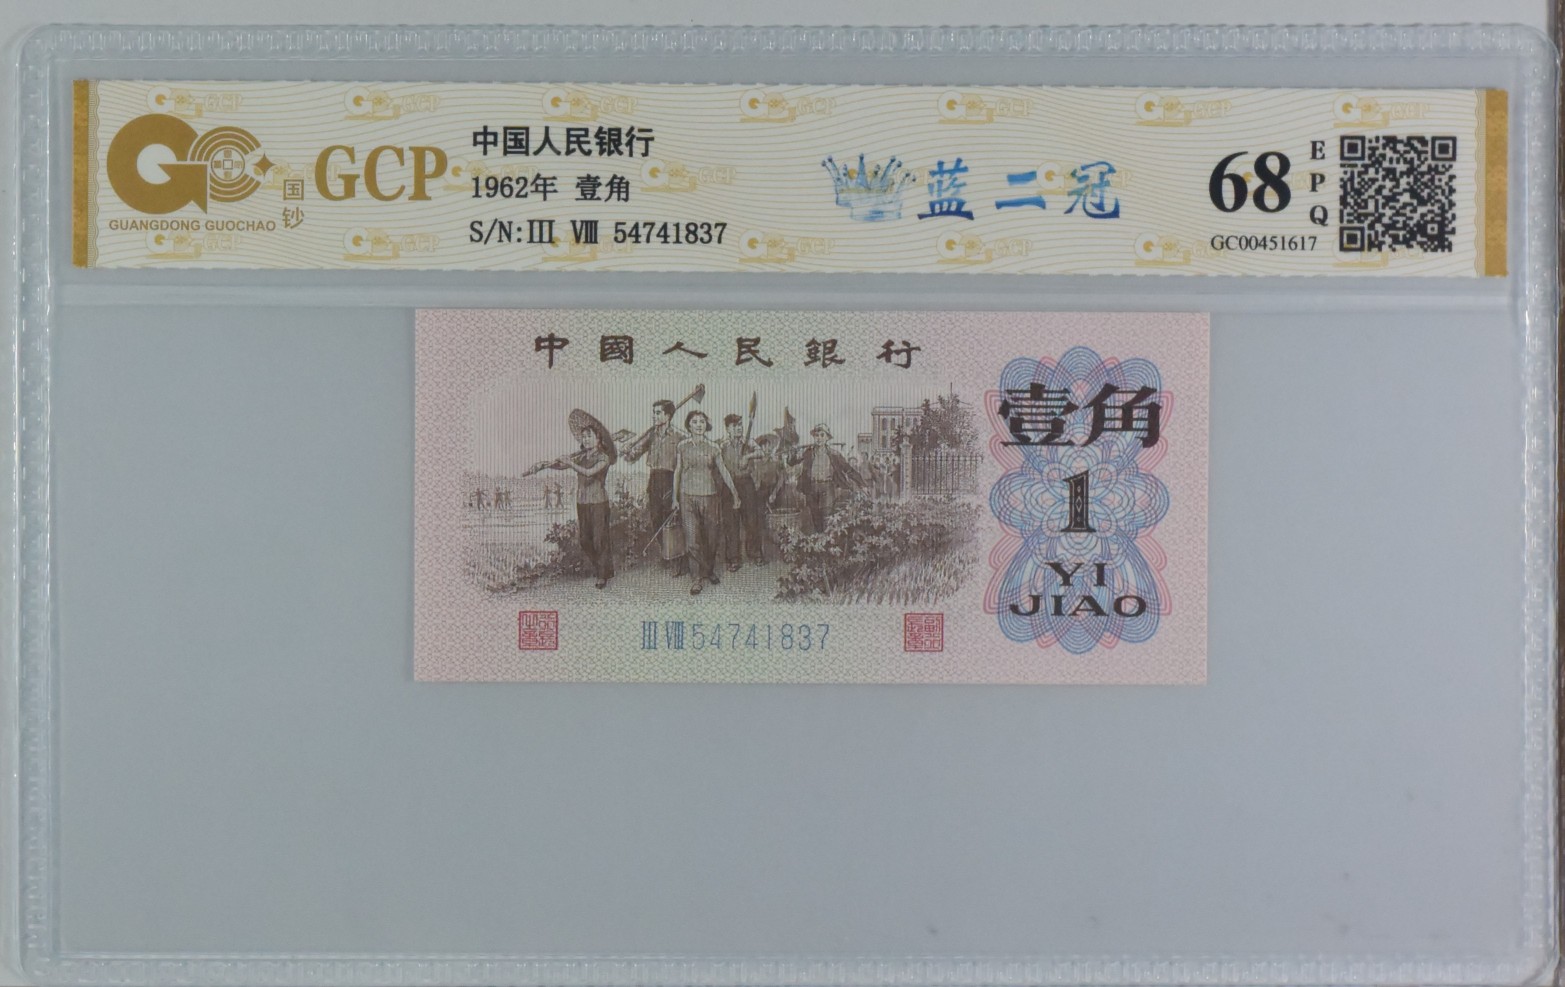 GCP
国钞
GUANGDONG GUOCHAO
中国人民银行
1962年 壹角
S/N:III VIII 54741837
蓝二冠
68
EPQ
GC00451617
中國人民銀行
壹角
1
YI
JIAO
III VIII 54741837